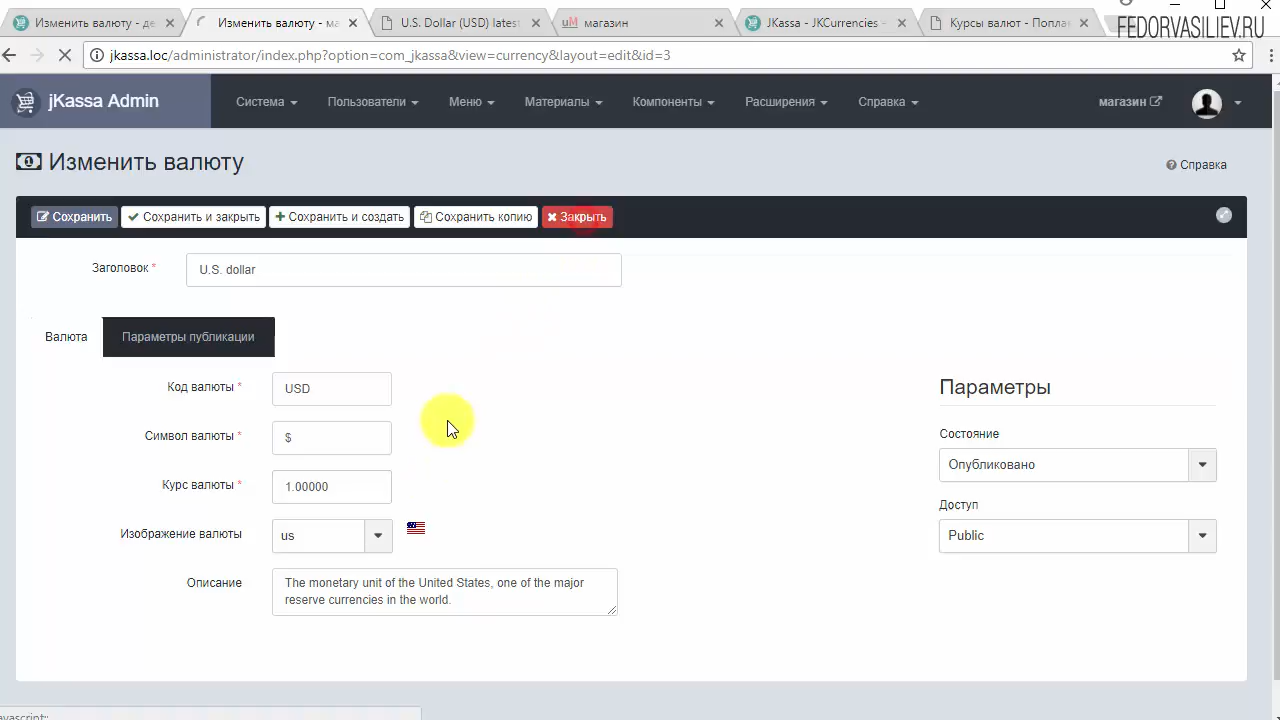 Изменить валюту - де
Изменить валюту - ма
U.S. Dollar (USD) latest
uM магазин
JKassa - JKCurrencies -
Курсы валют - Попла
FEDORVASILIEV.RU
jkassa.loc/administrator/index.php?option=com_jkassa&view=currency&layout=edit&id=3
jKassa Admin
Система
Пользователи
Меню
Материалы
Компоненты
Расширения
Справка
магазин
Изменить валюту
Справка
Сохранить
Сохранить и закрыть
Сохранить и создать
Сохранить копию
Закрыть
Заголовок *
U.S. dollar
Валюта
Параметры публикации
Код валюты *
USD
Символ валюты *
$
Курс валюты *
1.00000
Изображение валюты
us
Описание
The monetary unit of the United States, one of the major
reserve currencies in the world.
Параметры
Состояние
Опубликовано
Доступ
Public
avascript:;